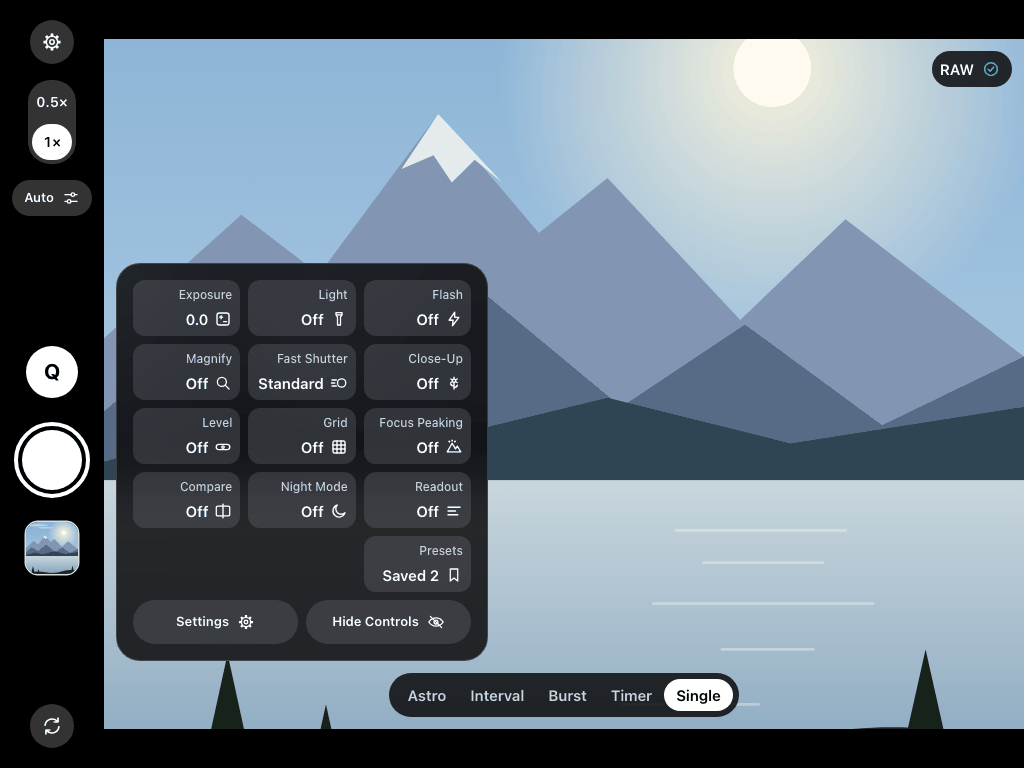 0.5×
1×
Auto
Q
RAW
Exposure
0.0
Light
Off
Flash
Off
Magnify
Off
Fast Shutter
Standard
Close-Up
Off
Level
Off
Grid
Off
Focus Peaking
Off
Compare
Off
Night Mode
Off
Readout
Off
Presets
Saved 2
Settings
Hide Controls
Astro
Interval
Burst
Timer
Single